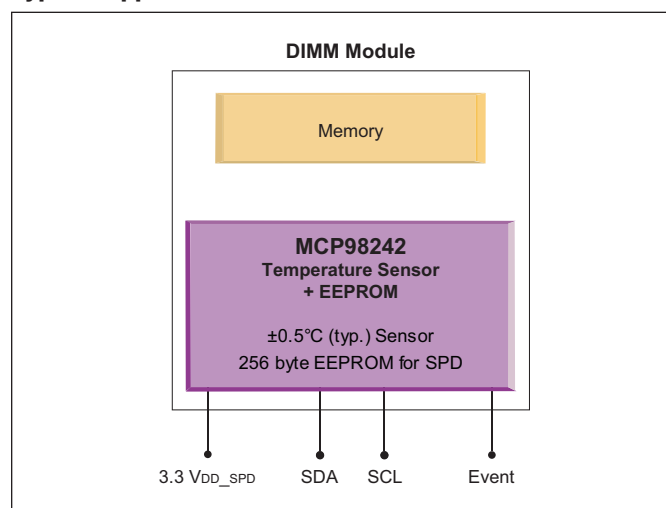 DIMM Module
Memory
MCP98242
Temperature Sensor
+ EEPROM
±0.5°C (typ.) Sensor
256 byte EEPROM for SPD
3.3 VDD_SPD SDA SCL Event